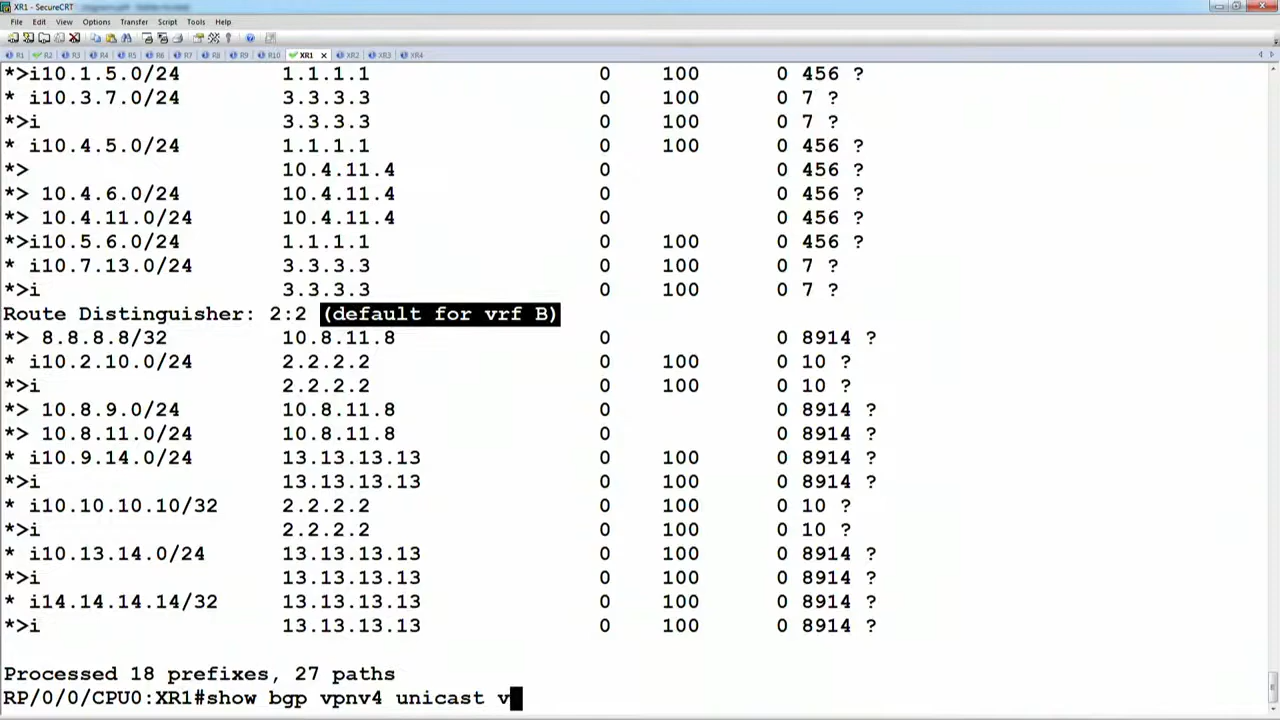 XR1 - SecureCRT
File Edit View Options Transfer Script Tools Help
R1 R2 R3 R4 R5 R6 R7 R8 R9 R10 XR1 x XR2 XR3 XR4
*>i10.1.5.0/24 1.1.1.1 0 100 0 456 ?
* i10.3.7.0/24 3.3.3.3 0 100 0 7 ?
*>i 3.3.3.3 0 100 0 7 ?
* i10.4.5.0/24 1.1.1.1 0 100 0 456 ?
*> 10.4.11.4 0 0 456 ?
*> 10.4.6.0/24 10.4.11.4 0 0 456 ?
*> 10.4.11.0/24 10.4.11.4 0 0 456 ?
*>i10.5.6.0/24 1.1.1.1 0 100 0 456 ?
* i10.7.13.0/24 3.3.3.3 0 100 0 7 ?
*>i 3.3.3.3 0 100 0 7 ?
Route Distinguisher: 2:2 (default for vrf B)
*> 8.8.8.8/32 10.8.11.8 0 0 8914 ?
* i10.2.10.0/24 2.2.2.2 0 100 0 10 ?
*>i 2.2.2.2 0 100 0 10 ?
*> 10.8.9.0/24 10.8.11.8 0 0 8914 ?
*> 10.8.11.0/24 10.8.11.8 0 0 8914 ?
* i10.9.14.0/24 13.13.13.13 0 100 0 8914 ?
*>i 13.13.13.13 0 100 0 8914 ?
* i10.10.10.10/32 2.2.2.2 0 100 0 10 ?
*>i 2.2.2.2 0 100 0 10 ?
* i10.13.14.0/24 13.13.13.13 0 100 0 8914 ?
*>i 13.13.13.13 0 100 0 8914 ?
* i14.14.14.14/32 13.13.13.13 0 100 0 8914 ?
*>i 13.13.13.13 0 100 0 8914 ?
Processed 18 prefixes, 27 paths
RP/0/0/CPU0:XR1#show bgp vpnv4 unicast v